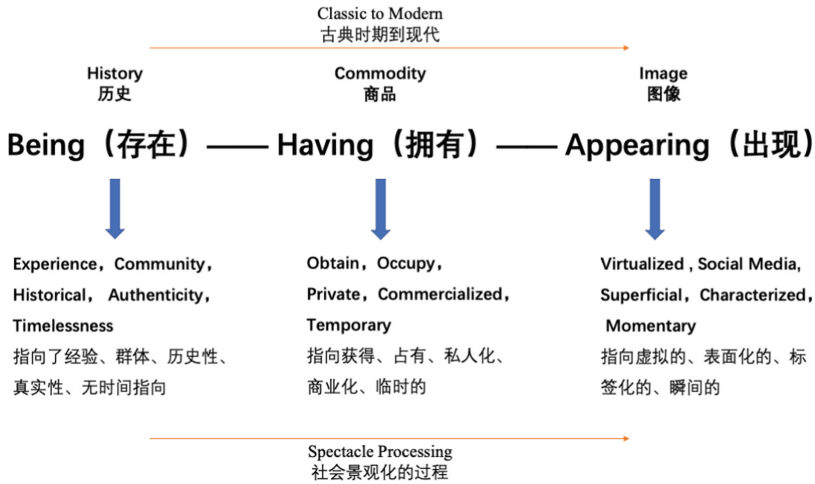 Classic to Modern
古典时期到现代
History
历史
Commodity
商品
Image
图像
Being（存在）—— Having（拥有）—— Appearing（出现）
Experience，Community，
Historical， Authenticity，
Timelessness
指向了经验、群体、历史性、
真实性、无时间指向
Obtain，Occupy，
Private，Commercialized，
Temporary
指向获得、占有、私人化、
商业化、临时的
Virtualized , Social Media,
Superficial，Characterized，
Momentary
指向虚拟的、表面化的、标
签化的、瞬间的
Spectacle Processing
社会景观化的过程